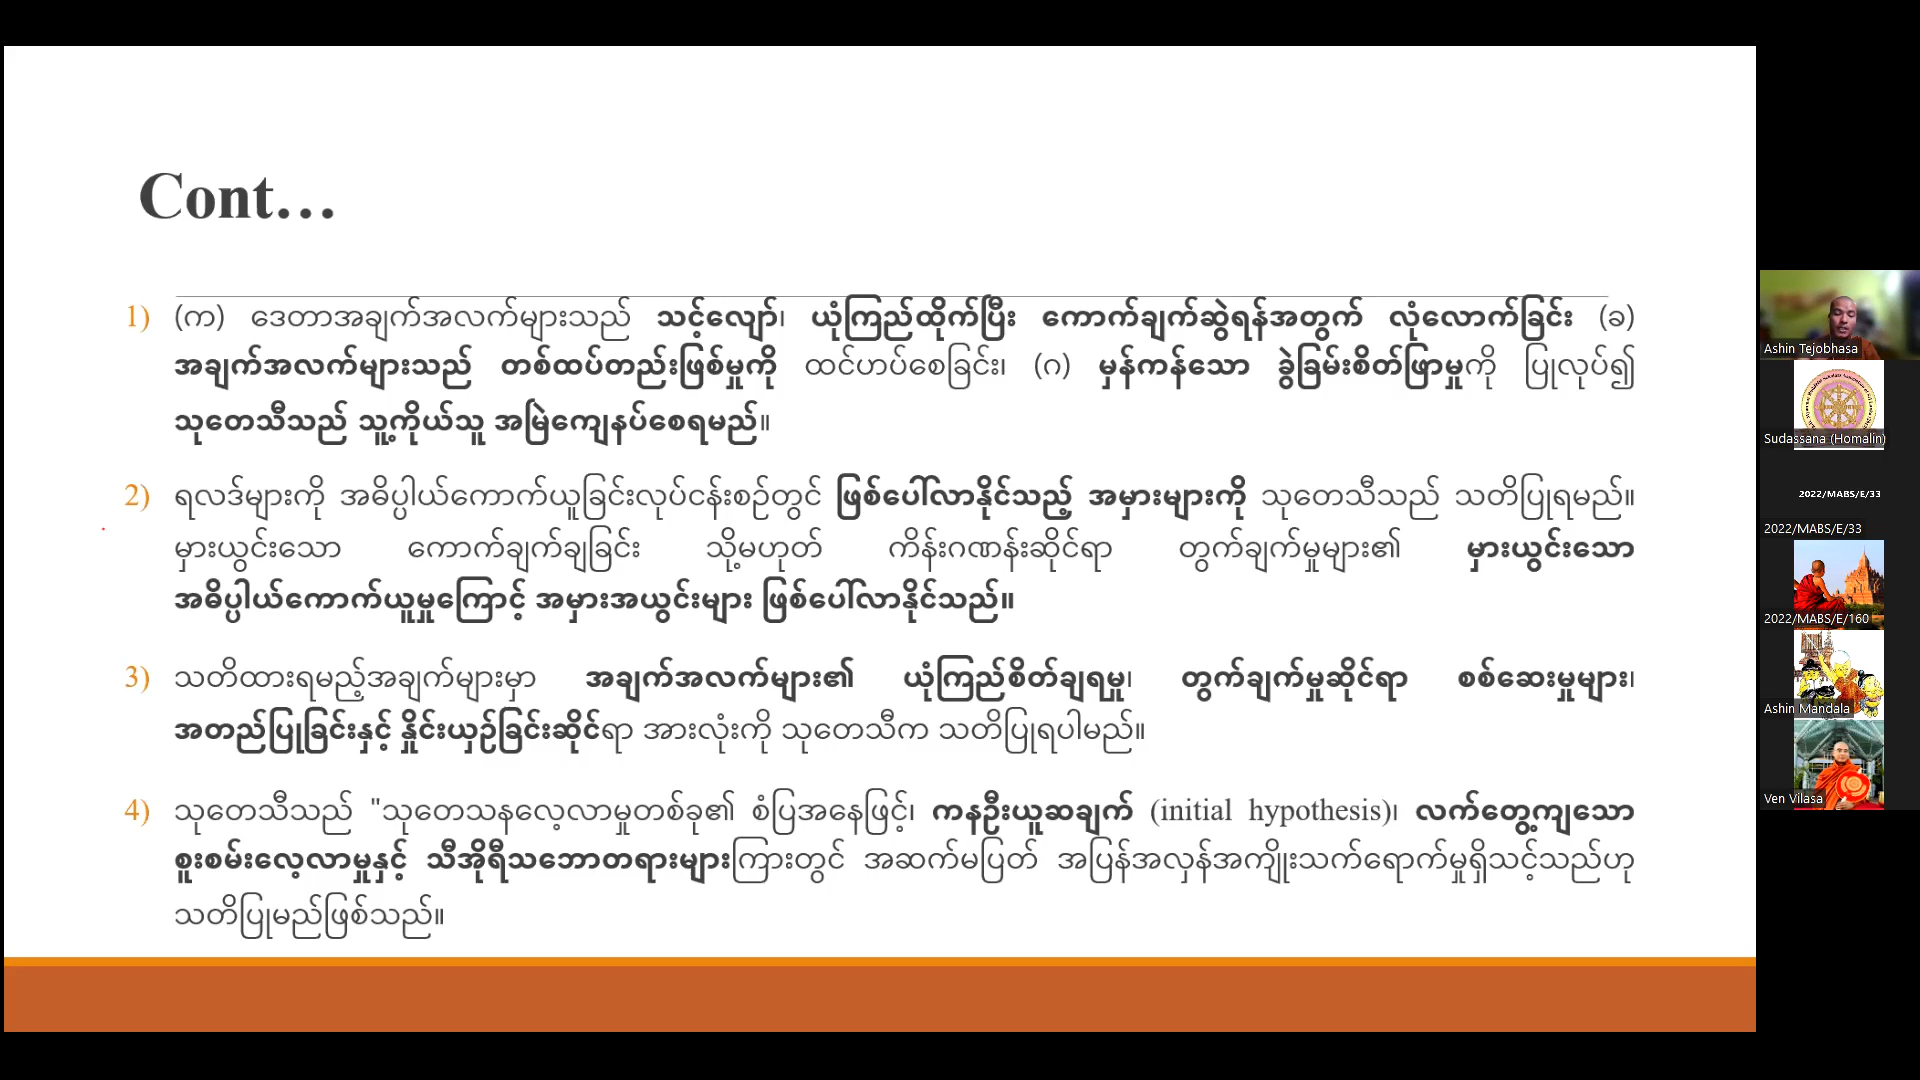 Cont…
1) (က) ဒေတာအချက်အလက်များသည် သင့်လျော်၊ ယုံကြည်ထိုက်ပြီး ကောက်ချက်ဆွဲရန်အတွက် လုံလောက်ခြင်း (ခ)
အချက်အလက်များသည် တစ်ထပ်တည်းဖြစ်မှုကို ထင်ဟပ်စေခြင်း၊ (ဂ) မှန်ကန်သော ခွဲခြမ်းစိတ်ဖြာမှုကို ပြုလုပ်၍
သုတေသီသည် သူ့ကိုယ်သူ အမြဲကျေနပ်စေရမည်။
2) ရလဒ်များကို အဓိပ္ပါယ်ကောက်ယူခြင်းလုပ်ငန်းစဉ်တွင် ဖြစ်ပေါ်လာနိုင်သည့် အမှားများကို သုတေသီသည် သတိပြုရမည်။
မှားယွင်းသော ကောက်ချက်ချခြင်း သို့မဟုတ် ကိန်းဂဏန်းဆိုင်ရာ တွက်ချက်မှုများ၏ မှားယွင်းသော
အဓိပ္ပါယ်ကောက်ယူမှုကြောင့် အမှားအယွင်းများ ဖြစ်ပေါ်လာနိုင်သည်။
3) သတိထားရမည့်အချက်များမှာ အချက်အလက်များ၏ ယုံကြည်စိတ်ချရမှု၊ တွက်ချက်မှုဆိုင်ရာ စစ်ဆေးမှုများ၊
အတည်ပြုခြင်းနှင့် နှိုင်းယှဉ်ခြင်းဆိုင်ရာ အားလုံးကို သုတေသီက သတိပြုရပါမည်။
4) သုတေသီသည် "သုတေသနလေ့လာမှုတစ်ခု၏ စံပြအနေဖြင့်၊ ကနဦးယူဆချက် (initial hypothesis)၊ လက်တွေ့ကျသော
စူးစမ်းလေ့လာမှုနှင့် သီအိုရီသဘောတရားများကြားတွင် အဆက်မပြတ် အပြန်အလှန်အကျိုးသက်ရောက်မှုရှိသင့်သည်ဟု
သတိပြုမည်ဖြစ်သည်။
Ashin Tejobhasa
Sudassana (Homalin)
2022/MABS/E/33
2022/MABS/E/33
2022/MABS/E/160
Ashin Mandala
Ven Vilasa